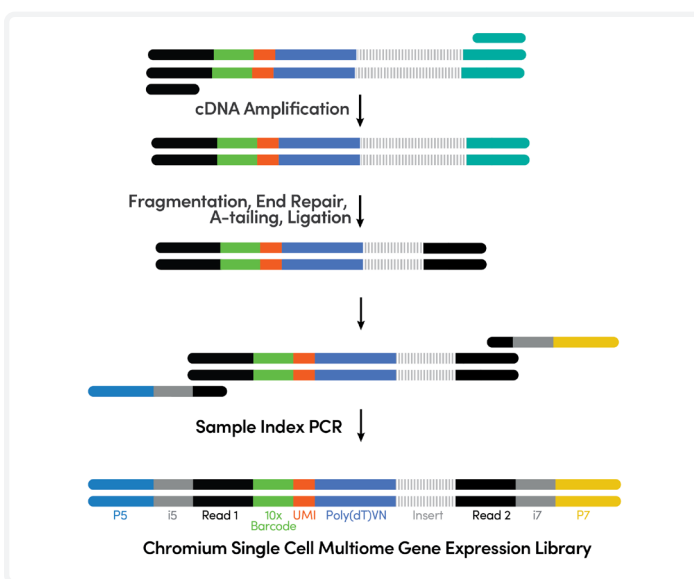 cDNA Amplification
Fragmentation, End Repair,
A-tailing, Ligation
Sample Index PCR
P5 i5 Read 1 10x UMI Poly(dT)VN Insert Read 2 i7 P7
Barcode
Chromium Single Cell Multiome Gene Expression Library